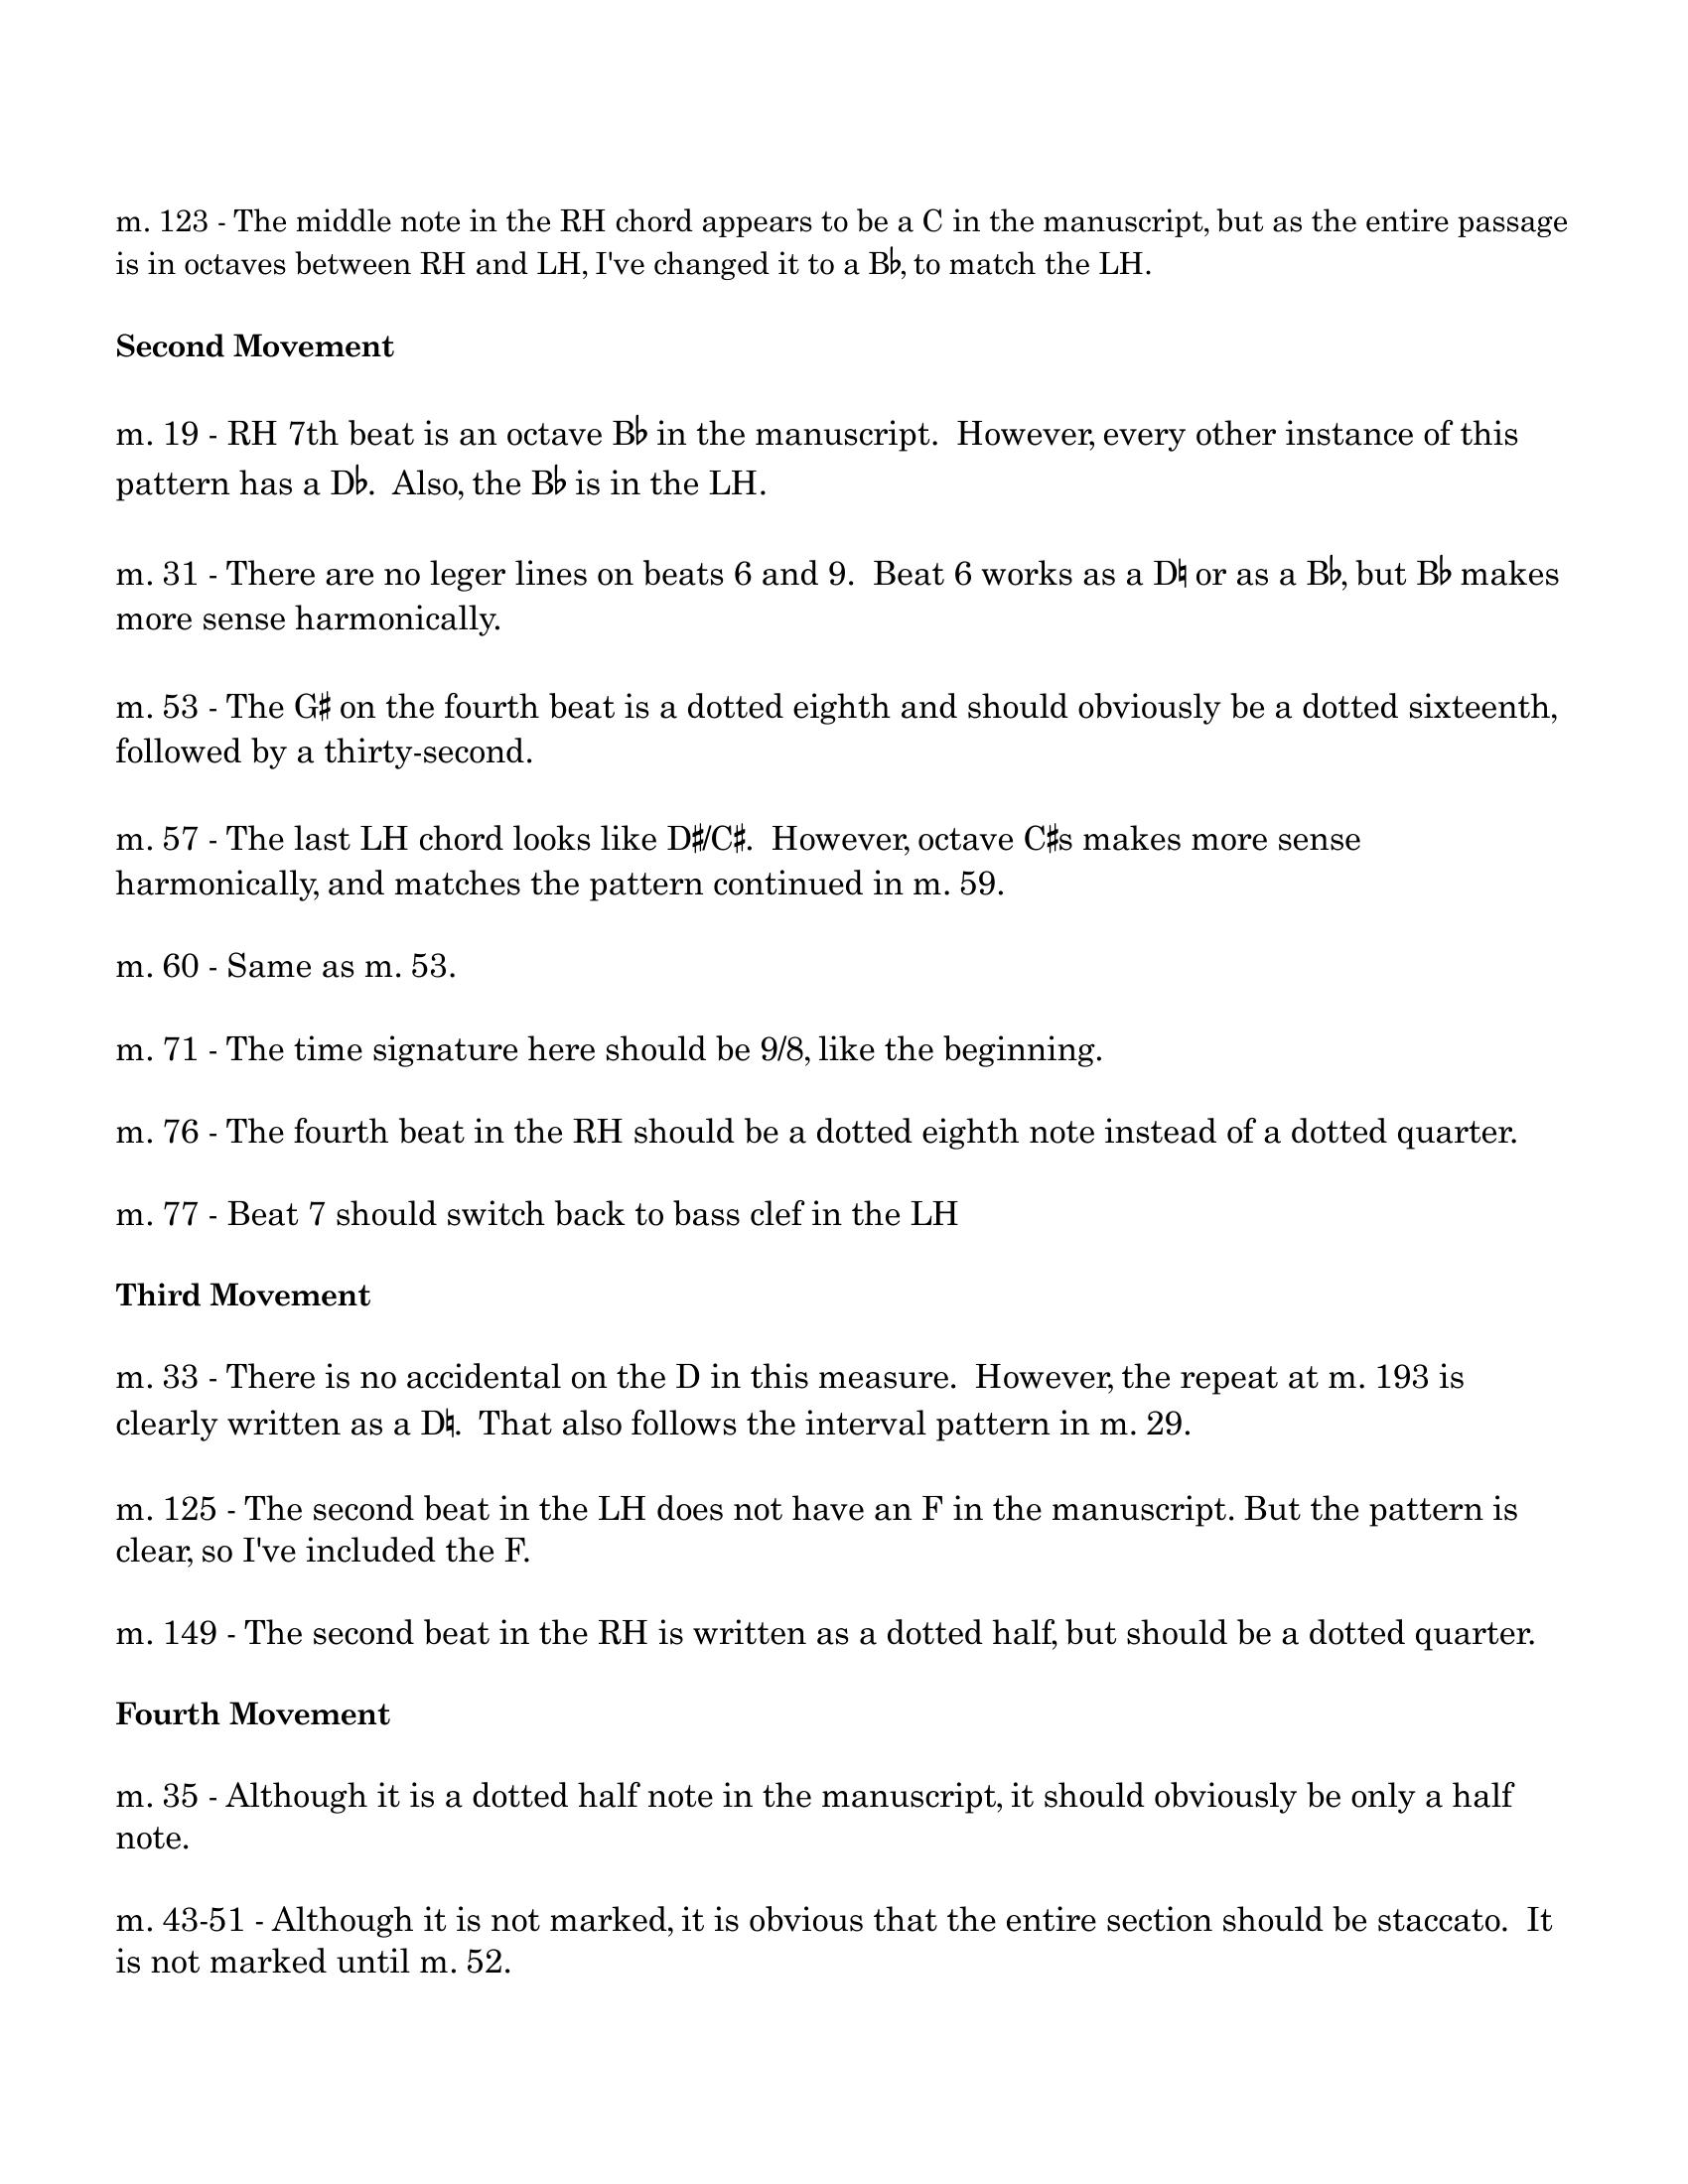 m. 123 - The middle note in the RH chord appears to be a C in the manuscript, but as the entire passage
is in octaves between RH and LH, I've changed it to a B♭, to match the LH.
Second Movement
m. 19 - RH 7th beat is an octave B♭ in the manuscript.  However, every other instance of this
pattern has a D♭.  Also, the B♭ is in the LH.
m. 31 - There are no leger lines on beats 6 and 9.  Beat 6 works as a D♮ or as a B♭, but B♭ makes
more sense harmonically.
m. 53 - The G♯ on the fourth beat is a dotted eighth and should obviously be a dotted sixteenth,
followed by a thirty-second.
m. 57 - The last LH chord looks like D♯/C♯.  However, octave C♯s makes more sense
harmonically, and matches the pattern continued in m. 59.
m. 60 - Same as m. 53.
m. 71 - The time signature here should be 9/8, like the beginning.
m. 76 - The fourth beat in the RH should be a dotted eighth note instead of a dotted quarter.
m. 77 - Beat 7 should switch back to bass clef in the LH
Third Movement
m. 33 - There is no accidental on the D in this measure.  However, the repeat at m. 193 is
clearly written as a D♮.  That also follows the interval pattern in m. 29.
m. 125 - The second beat in the LH does not have an F in the manuscript. But the pattern is
clear, so I've included the F.
m. 149 - The second beat in the RH is written as a dotted half, but should be a dotted quarter.
Fourth Movement
m. 35 - Although it is a dotted half note in the manuscript, it should obviously be only a half
note.
m. 43-51 - Although it is not marked, it is obvious that the entire section should be staccato.  It
is not marked until m. 52.